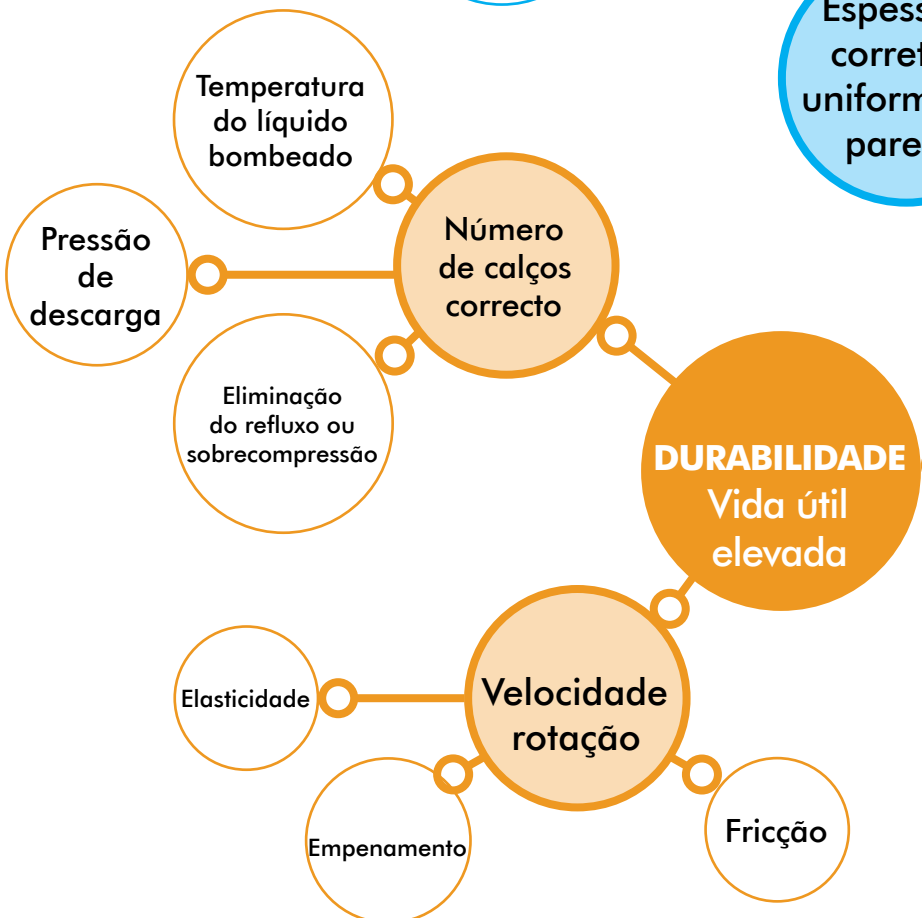 Temperatura
do líquido
bombeado
Pressão
de
descarga
Número
de calços
correcto
Eliminação
do refluxo ou
sobrecompressão
DURABILIDADE
Vida útil
elevada
Velocidade
rotação
Elasticidade
Empenamento
Fricção